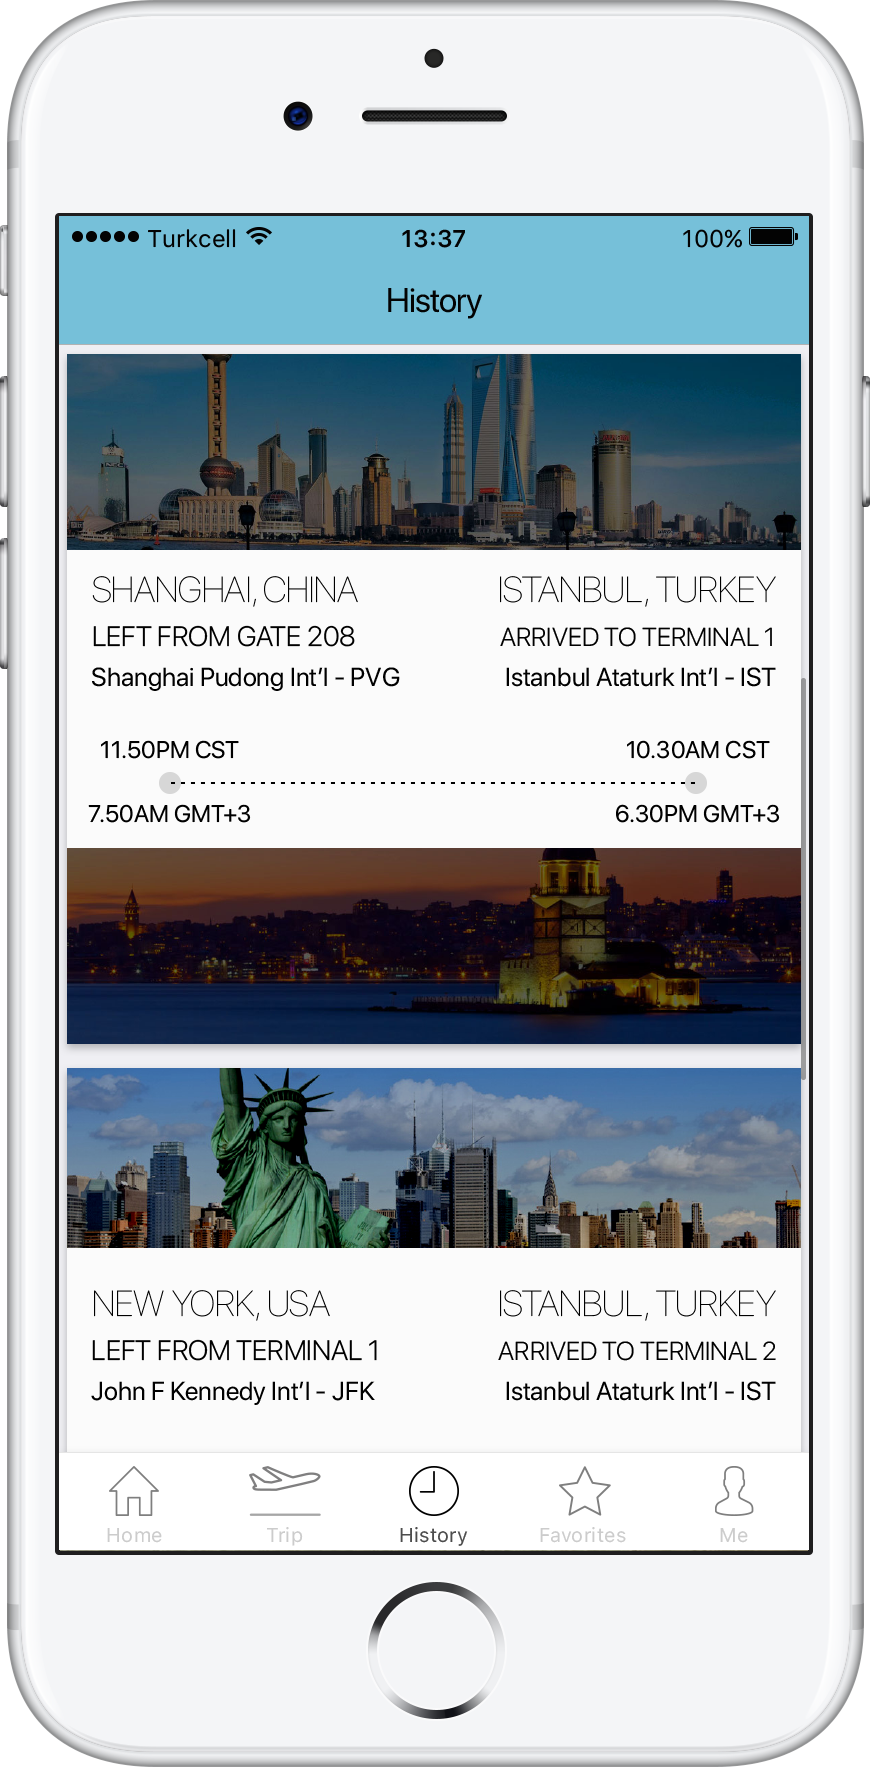 Turkcell 13:37 100%
History
SHANGHAI, CHINA ISTANBUL, TURKEY
LEFT FROM GATE 208 ARRIVED TO TERMINAL 1
Shanghai Pudong Int’l - PVG Istanbul Ataturk Int’l - IST
11.50PM CST 10.30AM CST
7.50AM GMT+3 6.30PM GMT+3
NEW YORK, USA ISTANBUL, TURKEY
LEFT FROM TERMINAL 1 ARRIVED TO TERMINAL 2
John F Kennedy Int’l - JFK Istanbul Ataturk Int’l - IST
Home Trip History Favorites Me